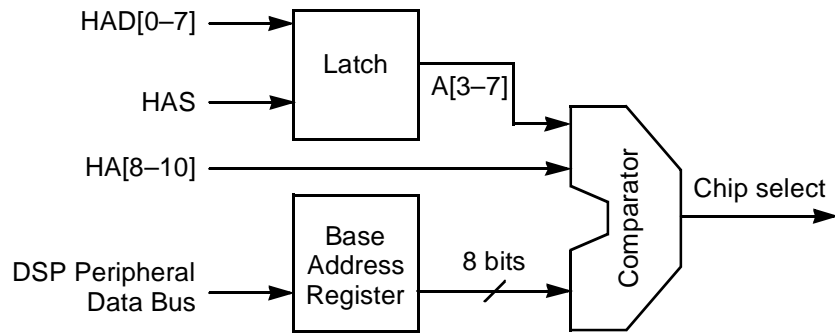 HAD[0–7]
Latch
A[3–7]
HAS
HA[8–10]
Comparator
Chip select
Base
Address
Register
8 bits
DSP Peripheral
Data Bus